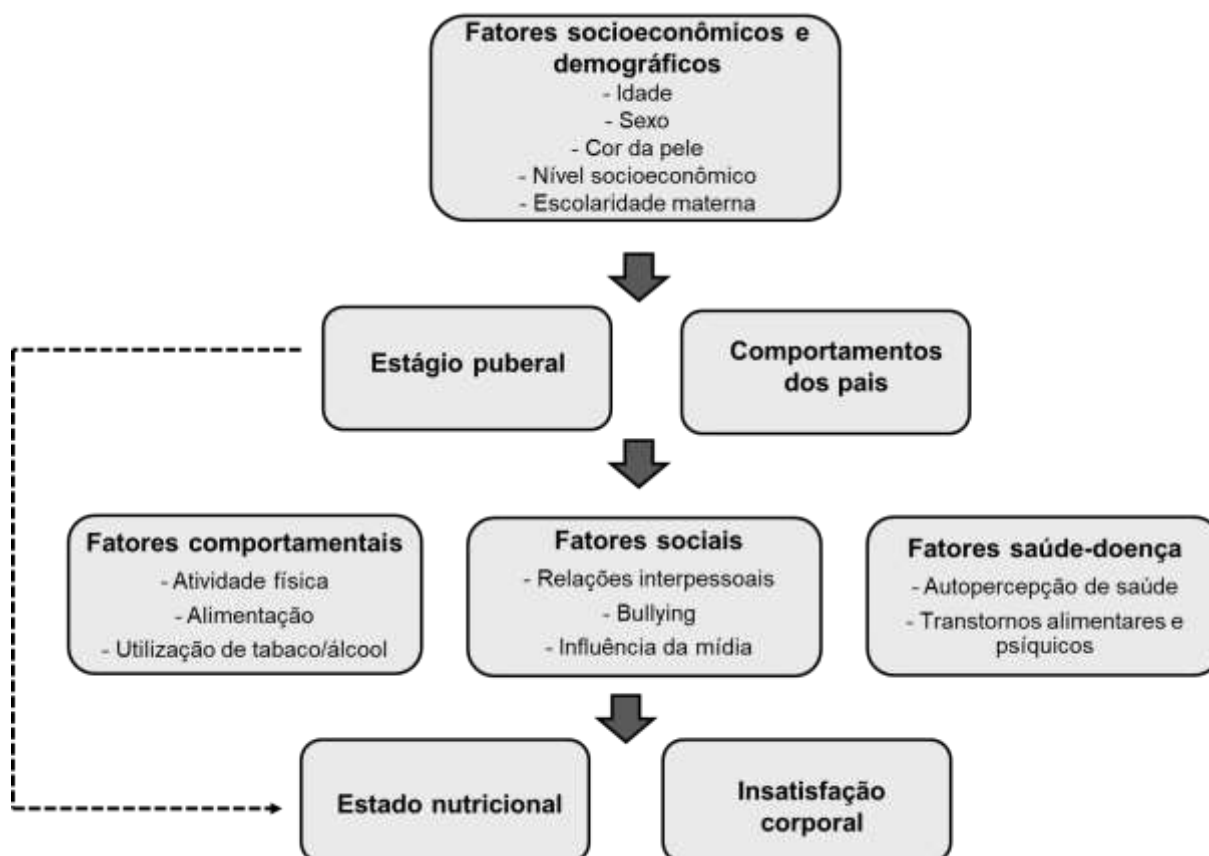 Fatores socioeconômicos e
demográficos
- Idade
- Sexo
- Cor da pele
- Nível socioeconômico
- Escolaridade materna
Estágio puberal
Comportamentos
dos pais
Fatores comportamentais
- Atividade física
- Alimentação
- Utilização de tabaco/álcool
Fatores sociais
- Relações interpessoais
- Bullying
- Influência da mídia
Fatores saúde-doença
- Autopercepção de saúde
- Transtornos alimentares e
psíquicos
Estado nutricional
Insatisfação
corporal